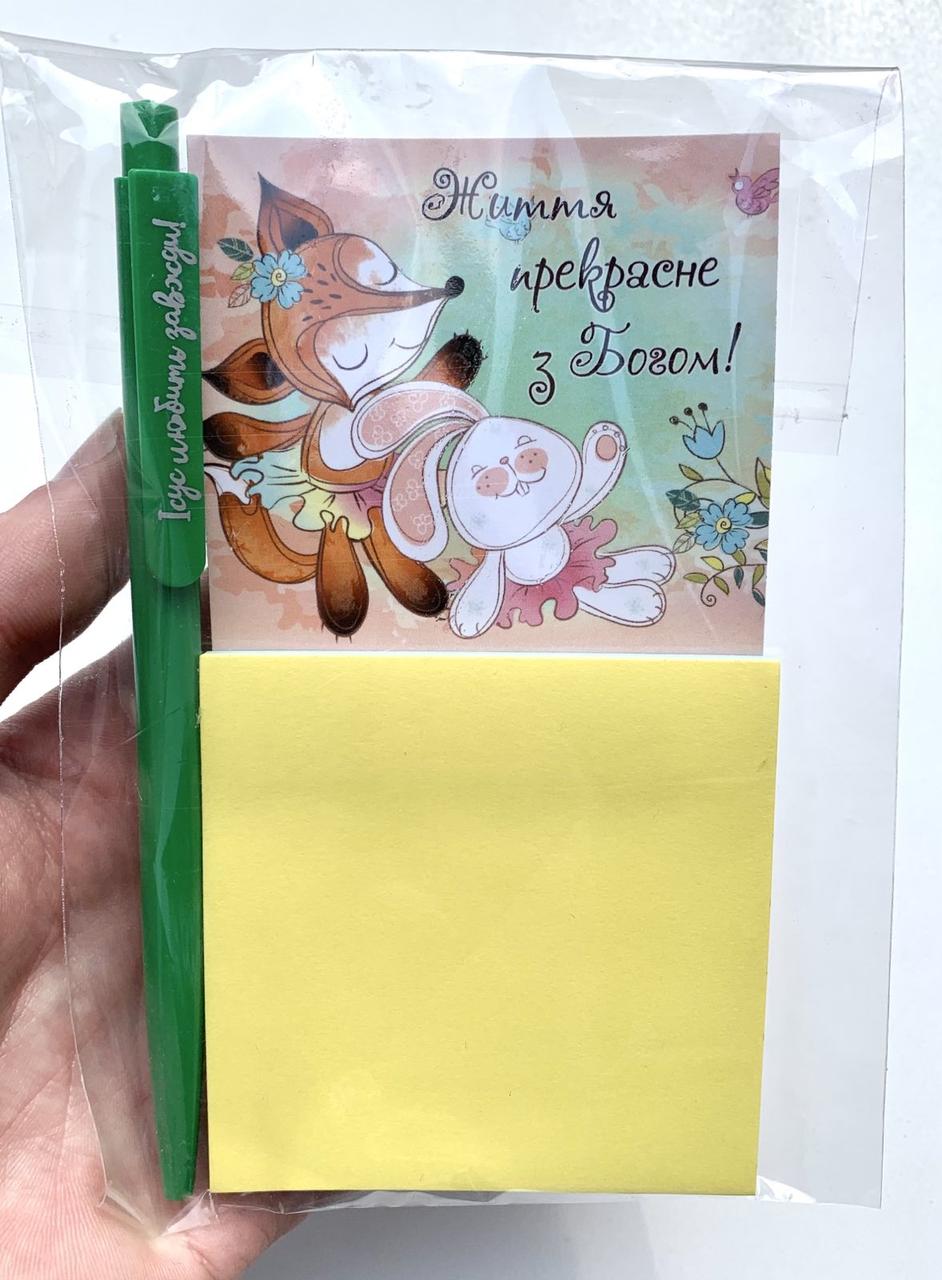 Ісус любить завжди!
Життя
прекрасне
з Богом!